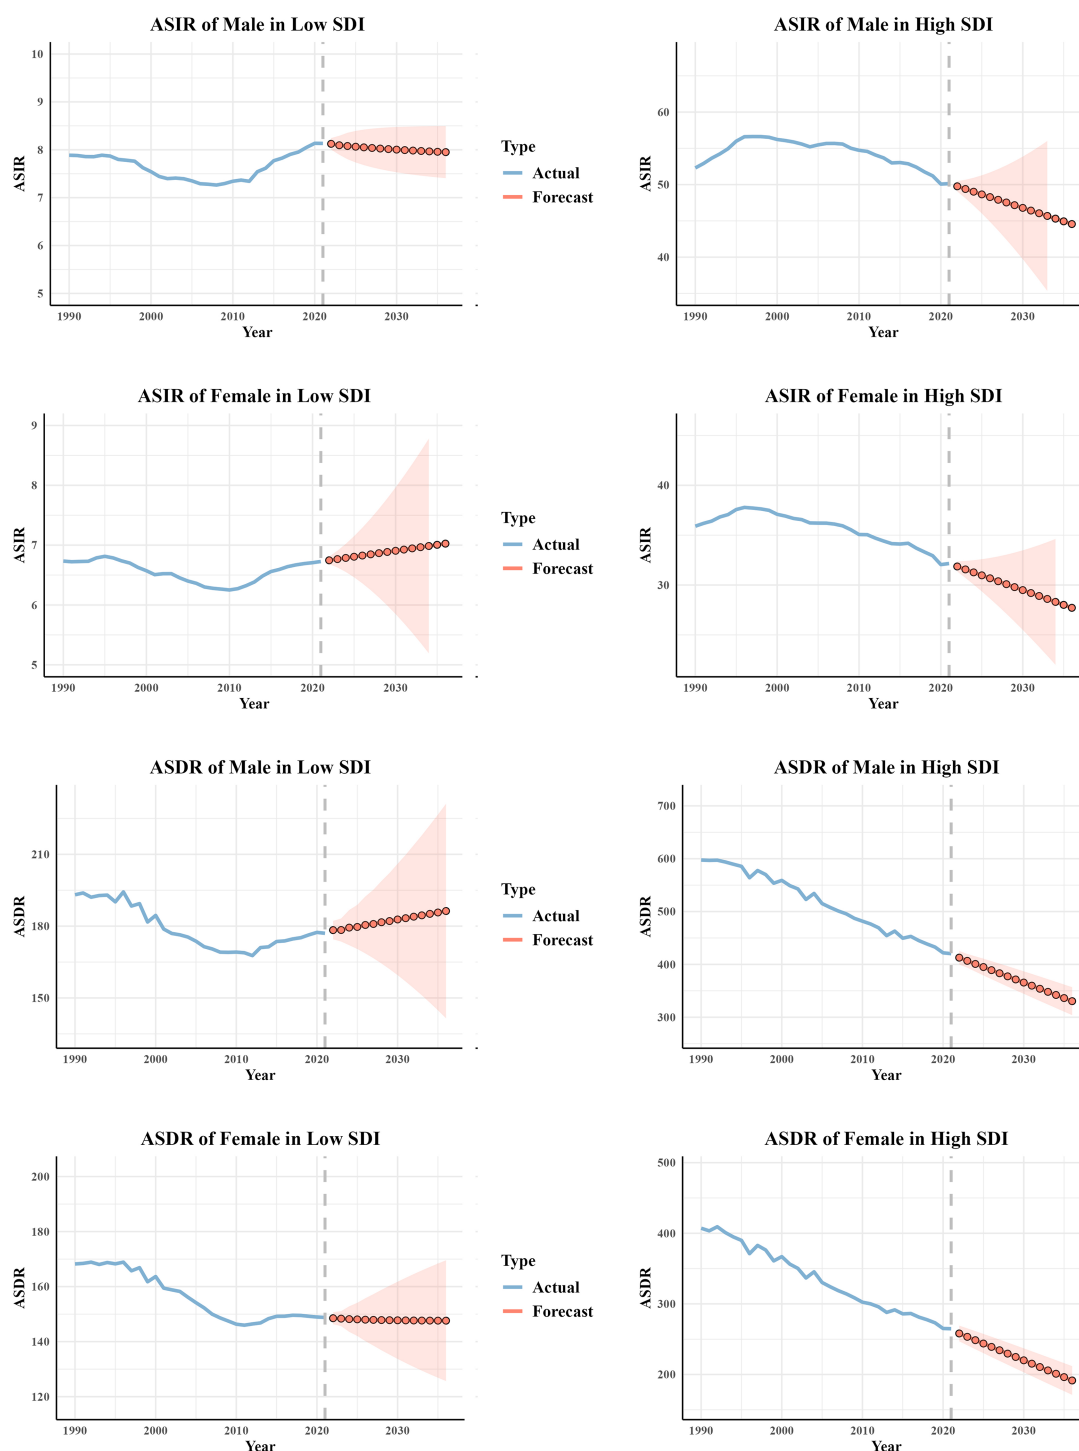 ASIR of Male in Low SDI
10
9
8
7
6
5
ASIR
1990 2000 2010 2020 2030
Year
Type
Actual
Forecast
ASIR of Male in High SDI
60
50
40
ASIR
1990 2000 2010 2020 2030
Year
ASIR of Female in Low SDI
9
8
7
6
5
ASIR
1990 2000 2010 2020 2030
Year
Type
Actual
Forecast
ASIR of Female in High SDI
40
30
ASIR
1990 2000 2010 2020 2030
Year
ASDR of Male in Low SDI
210
180
150
ASDR
1990 2000 2010 2020 2030
Year
Type
Actual
Forecast
ASDR of Male in High SDI
700
600
500
400
300
ASDR
1990 2000 2010 2020 2030
Year
ASDR of Female in Low SDI
200
180
160
140
120
ASDR
1990 2000 2010 2020 2030
Year
Type
Actual
Forecast
ASDR of Female in High SDI
500
400
300
200
ASDR
1990 2000 2010 2020 2030
Year